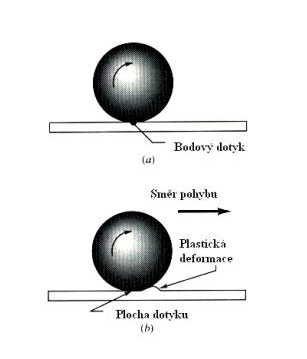 Bodový dotyk
(a)
Směr pohybu
Plastická
deformace
Plocha dotyku
(b)